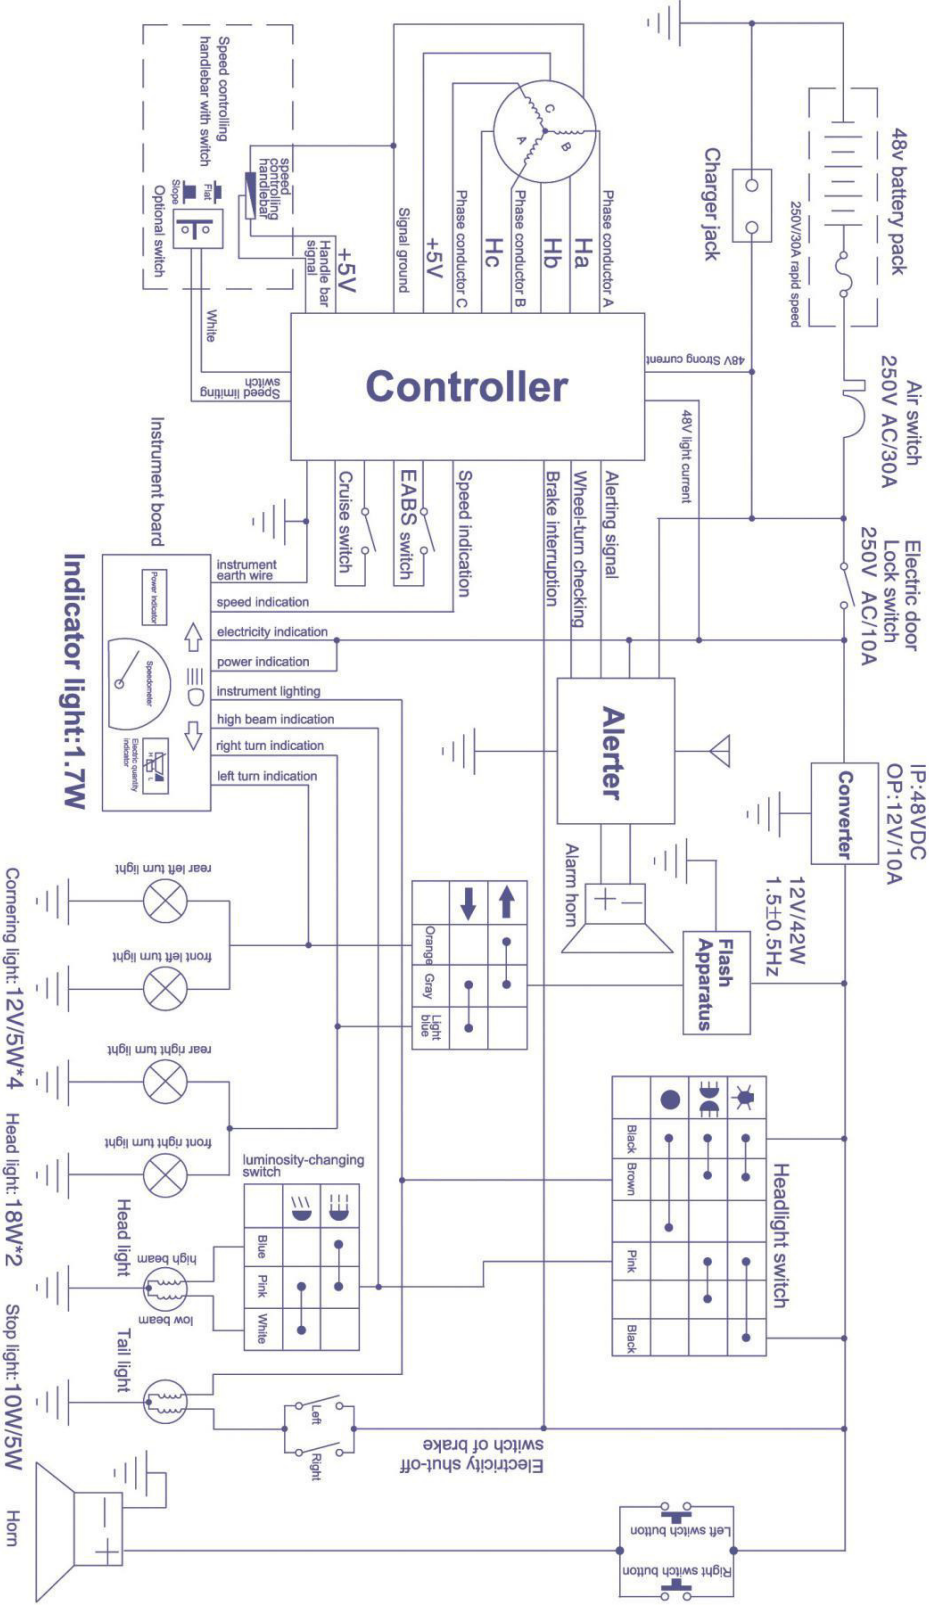 48v battery pack
250V/30A rapid speed
Air switch
250V AC/30A
Electric door
Lock switch
250V AC/10A
IP:48VDC
OP:12V/10A
Converter
Charger jack
48V Strong current
48V light current
12V/42W
1.5±0.5Hz
Flash
Apparatus
Headlight switch
Black
Brown
Pink
Black
Left switch button
Right switch button
Phase conductor A
Ha
Hb
Phase conductor B
Hc
Phase conductor C
+5V
Signal ground
A
B
C
Controller
Alerting signal
Wheel-turn checking
Brake interruption
Speed indication
EABS switch
Cruise switch
Alerter
Alarm horn
+
−
Orange
Gray
Light
blue
Speed controlling
handlebar with switch
speed
controlling
handlebar
+5V
Handle bar
signal
Flat
Slope
Optional switch
White
Speed limiting
switch
Instrument board
instrument
earth wire
speed indication
electricity indication
power indication
instrument lighting
high beam indication
right turn indication
left turn indication
Power indicator
Speedometer
Electric quantity
indicator
H
L
Indicator light:1.7W
rear left turn light
front left turn light
rear right turn light
front right turn light
luminosity-changing
switch
Blue
Pink
White
Head light
high beam
low beam
Tail light
Left
Right
Electricity shut-off
switch of brake
−
+
Cornering light:12V/5W*4
Head light:18W*2
Stop light:10W/5W
Horn